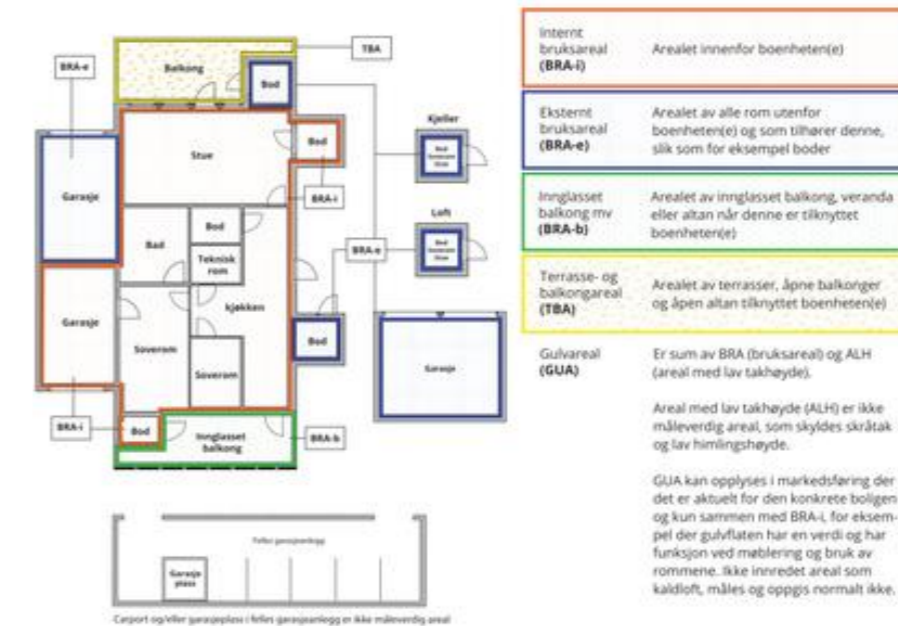 TBA
BRA-e
Balkong
Bod
Kjeller
Bod
Stue
Bod
BRA-i
Garasje
Loft
Bod
Bad
Teknisk
rom
BRA-e
kjøkken
Garasje
Soverom
Bod
Garasje
Soverom
BRA-i
Bod
Innglasset
balkong
BRA-b
Felles garasjeanlegg
Garasje
plass
Carport og/eller garasjeplass i felles garasjeanlegg er ikke måleverdig areal
Internt
bruksareal
(BRA-i)
Arealet innenfor boenheten(e)
Eksternt
bruksareal
(BRA-e)
Arealet av alle rom utenfor
boenheten(e) og som tilhører denne,
slik som for eksempel boder
Innglasset
balkong mv
(BRA-b)
Arealet av innglasset balkong, veranda
eller altan når denne er tilknyttet
boenheten(e)
Terrasse- og
balkongareal
(TBA)
Arealet av terrasser, åpne balkonger
og åpen altan tilknyttet boenheten(e)
Gulvareal
(GUA)
Er sum av BRA (bruksareal) og ALH
(areal med lav takhøyde).
Areal med lav takhøyde (ALH) er ikke
måleverdig areal, som skyldes skråtak
og lav himlingshøyde.
GUA kan opplyses i markedsføring der
det er aktuelt for den konkrete boligen
og kun sammen med BRA-i, for eksem-
pel der gulvflaten har en verdi og har
funksjon ved møblering og bruk av
rommene. Ikke innredet areal som
kaldloft, måles og oppgis normalt ikke.